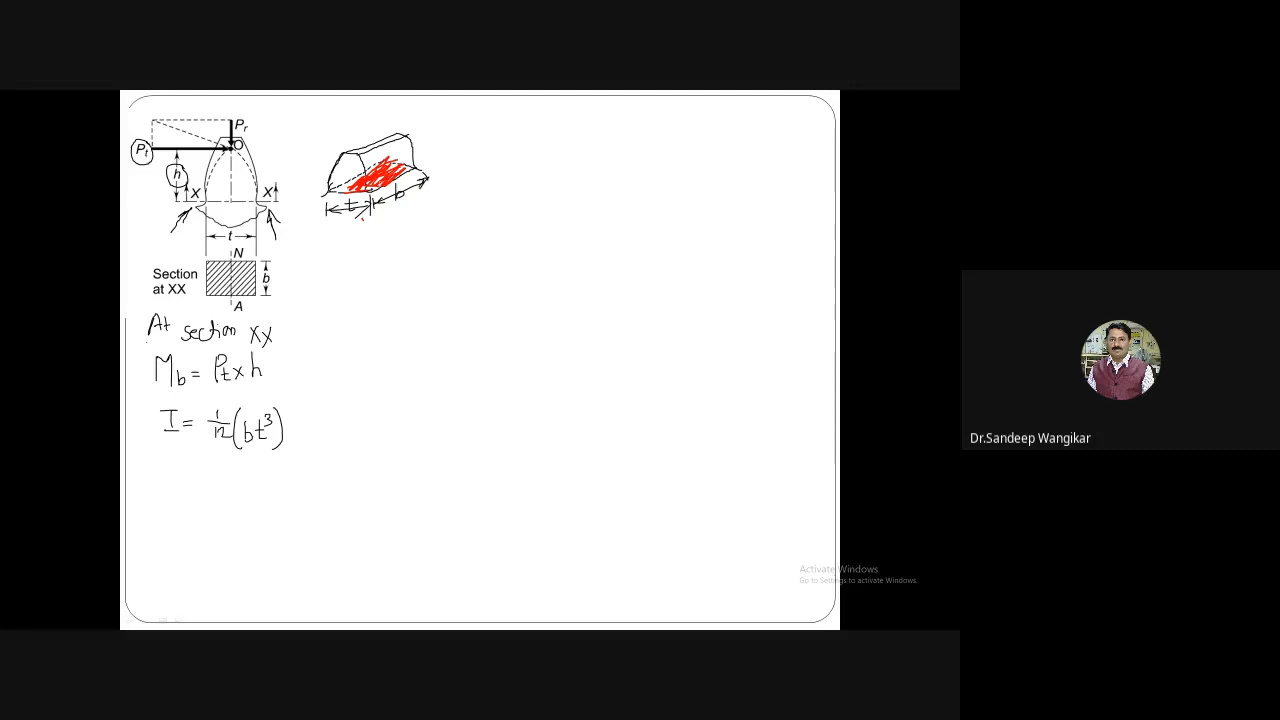 Pr
Pt
O
h
X X
t
N
Section
at XX
b
A
t
b
At section XX
Mb = Pt x h
I = 1/12 (bt³)
Activate Windows
Go to Settings to activate Windows.
Dr.Sandeep Wangikar